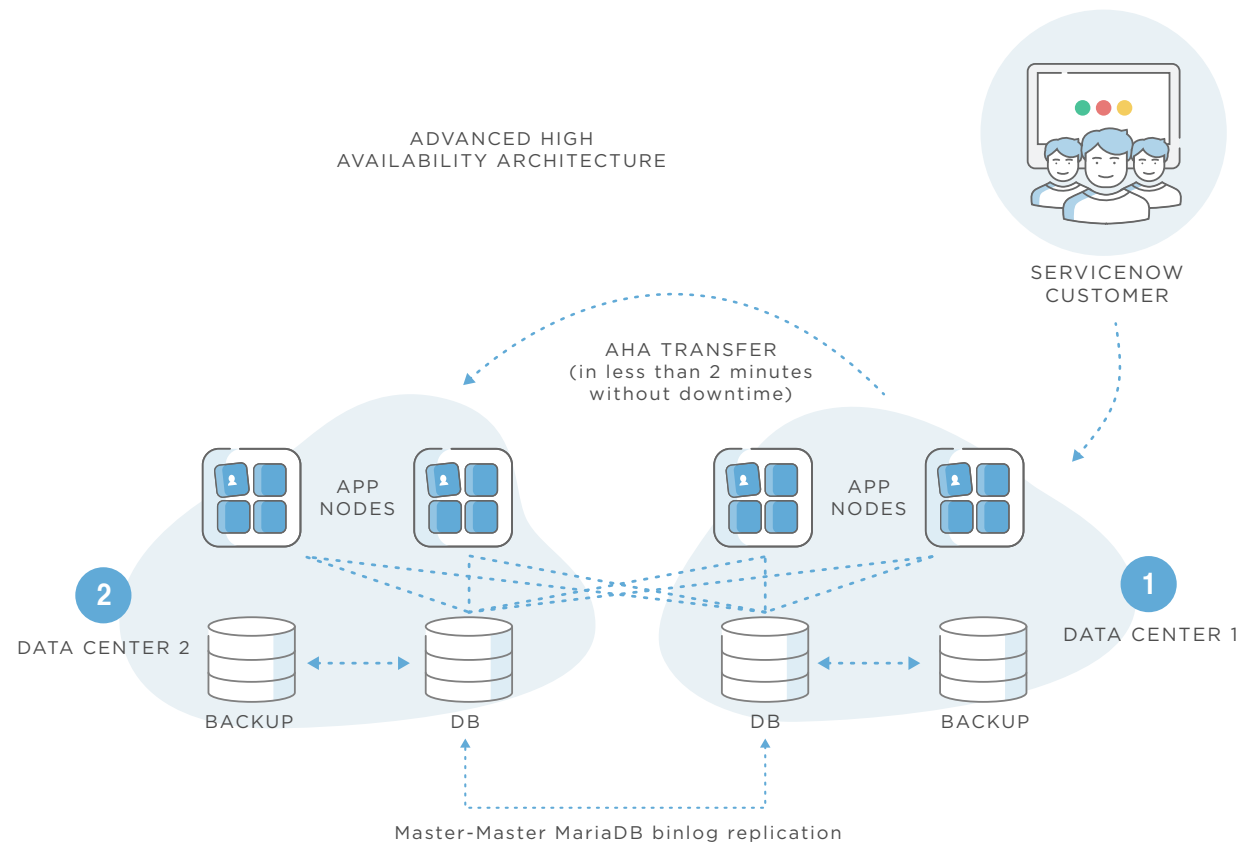 ADVANCED HIGH
AVAILABILITY ARCHITECTURE
SERVICENOW
CUSTOMER
AHA TRANSFER
(in less than 2 minutes
without downtime)
APP
NODES
APP
NODES
2
DATA CENTER 2
1
DATA CENTER 1
BACKUP
DB
DB
BACKUP
Master-Master MariaDB binlog replication